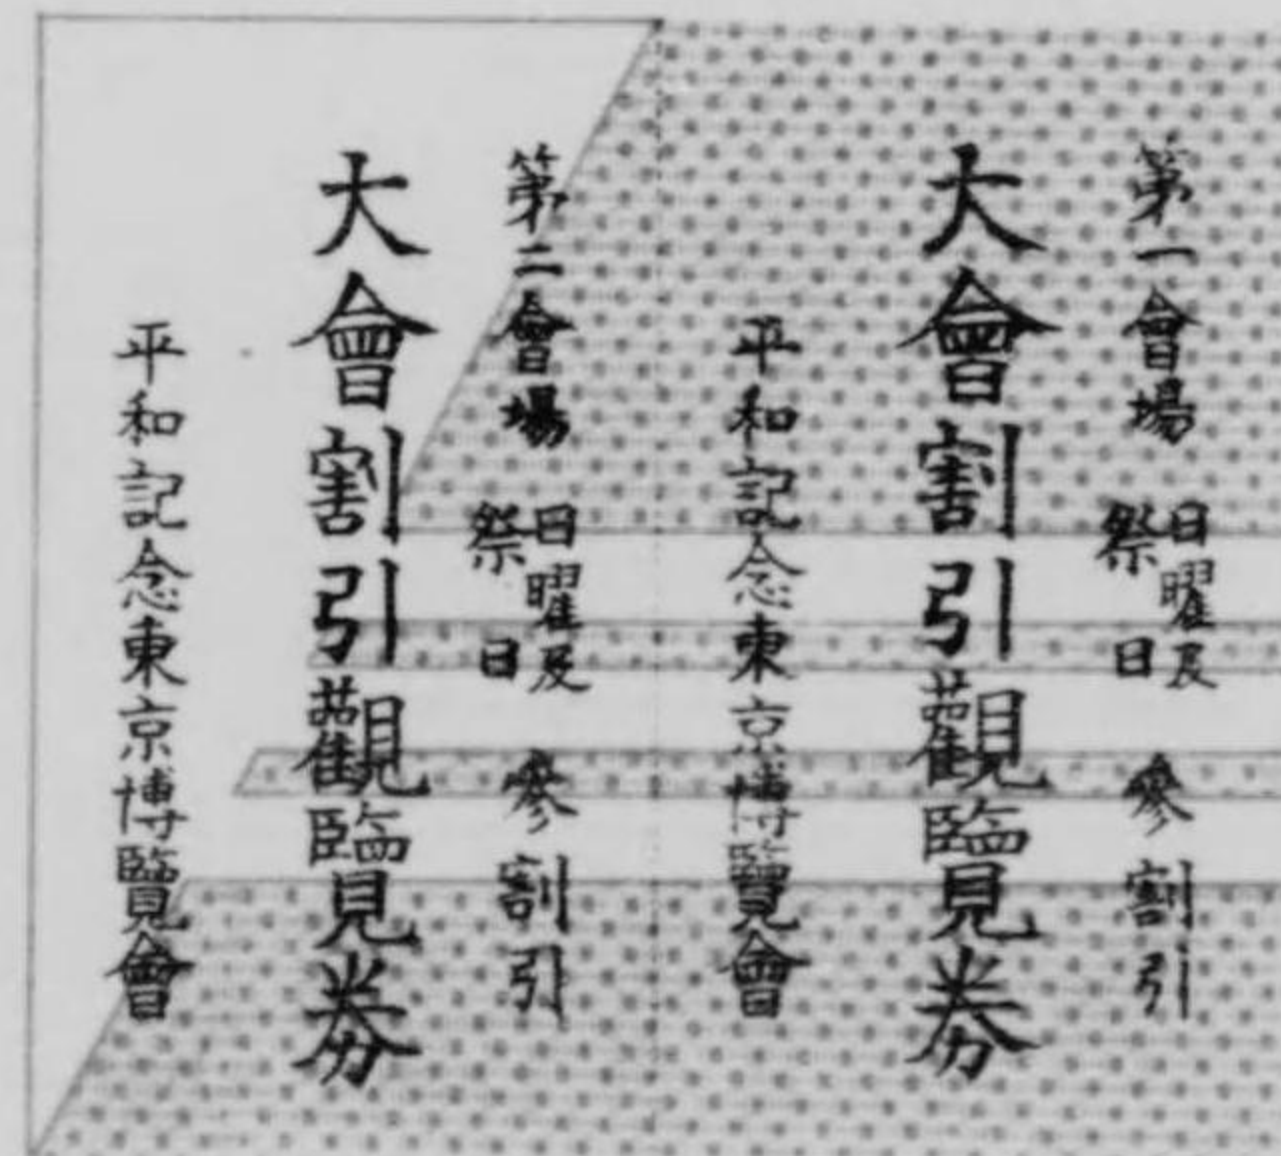 第一會場 日曜及祭日 參割引
大會割引觀覽券
平和記念東京博覽會
第二會場 日曜及祭日 參割引
大會割引觀覽券
平和記念東京博覽會